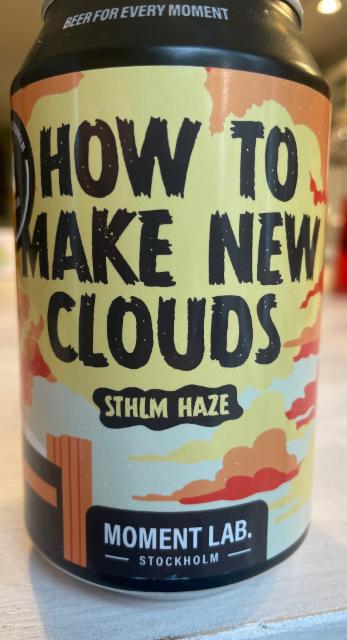 BEER FOR EVERY MOMENT
HOW TO
MAKE NEW
CLOUDS
STHLM HAZE
MOMENT LAB.
STOCKHOLM